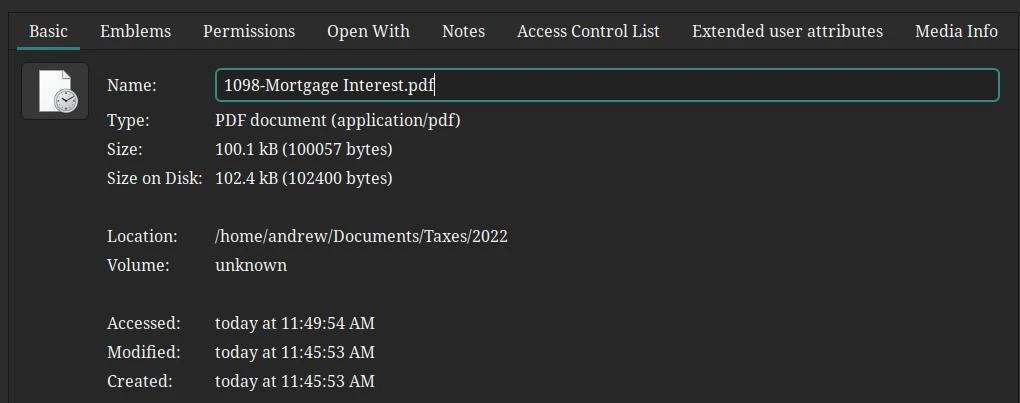 Basic Emblems Permissions Open With Notes Access Control List Extended user attributes Media Info
Name: 1098-Mortgage Interest.pdf
Type: PDF document (application/pdf)
Size: 100.1 kB (100057 bytes)
Size on Disk: 102.4 kB (102400 bytes)
Location: /home/andrew/Documents/Taxes/2022
Volume: unknown
Accessed: today at 11:49:54 AM
Modified: today at 11:45:53 AM
Created: today at 11:45:53 AM